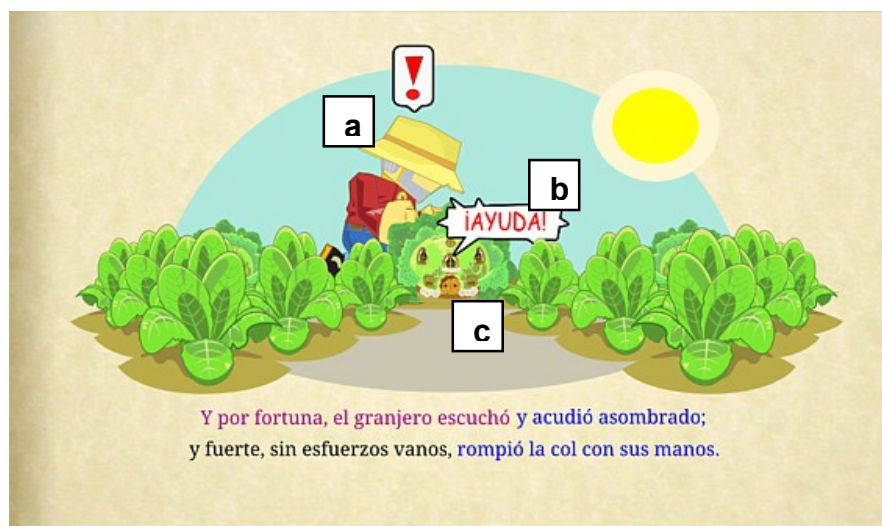 !
a
b
¡AYUDA!
c
Y por fortuna, el granjero escuchó y acudió asombrado;
y fuerte, sin esfuerzos vanos, rompió la col con sus manos.